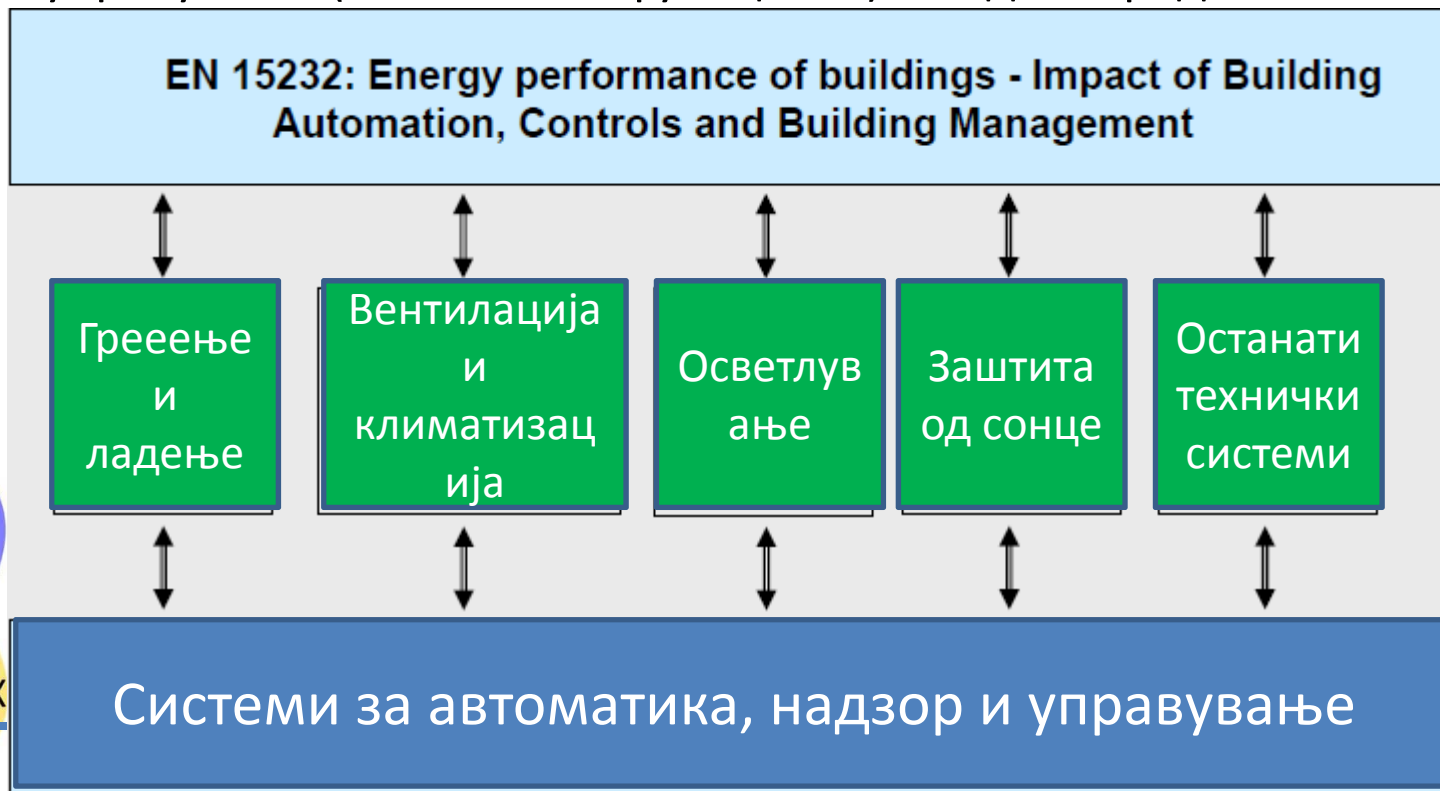 EN 15232: Energy performance of buildings - Impact of Building
Automation, Controls and Building Management
Грееење
и
ладење
Вентилација
и
климатизац
ија
Осветлув
ање
Заштита
од сонце
Останати
технички
системи
Системи за автоматика, надзор и управување